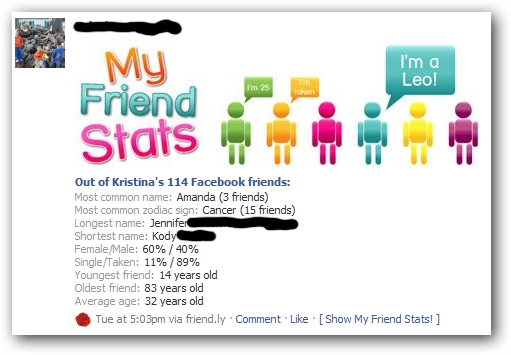 My
Friend
Stats
I'm 25
I'm
taken
I'm a
Leo!
Out of Kristina's 114 Facebook friends:
Most common name: Amanda (3 friends)
Most common zodiac sign: Cancer (15 friends)
Longest name: Jennifer
Shortest name: Kody
Female/Male: 60% / 40%
Single/Taken: 11% / 89%
Youngest friend: 14 years old
Oldest friend: 83 years old
Average age: 32 years old
Tue at 5:03pm via friend.ly · Comment · Like · [ Show My Friend Stats! ]